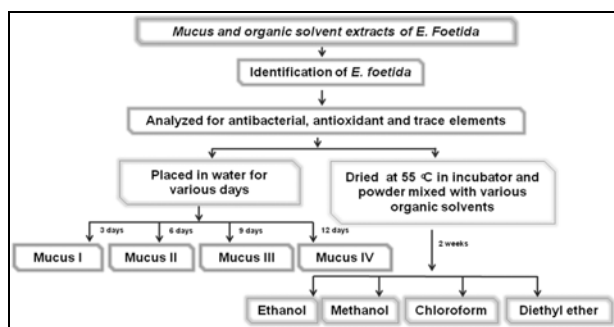 Mucus and organic solvent extracts of E. Foetida
Identification of E. foetida
Analyzed for antibacterial, antioxidant and trace elements
Placed in water for
various days
Dried at 55 °C in incubator and
powder mixed with various
organic solvents
3 days
6 days
9 days
12 days
2 weeks
Mucus I
Mucus II
Mucus III
Mucus IV
Ethanol
Methanol
Chloroform
Diethyl ether